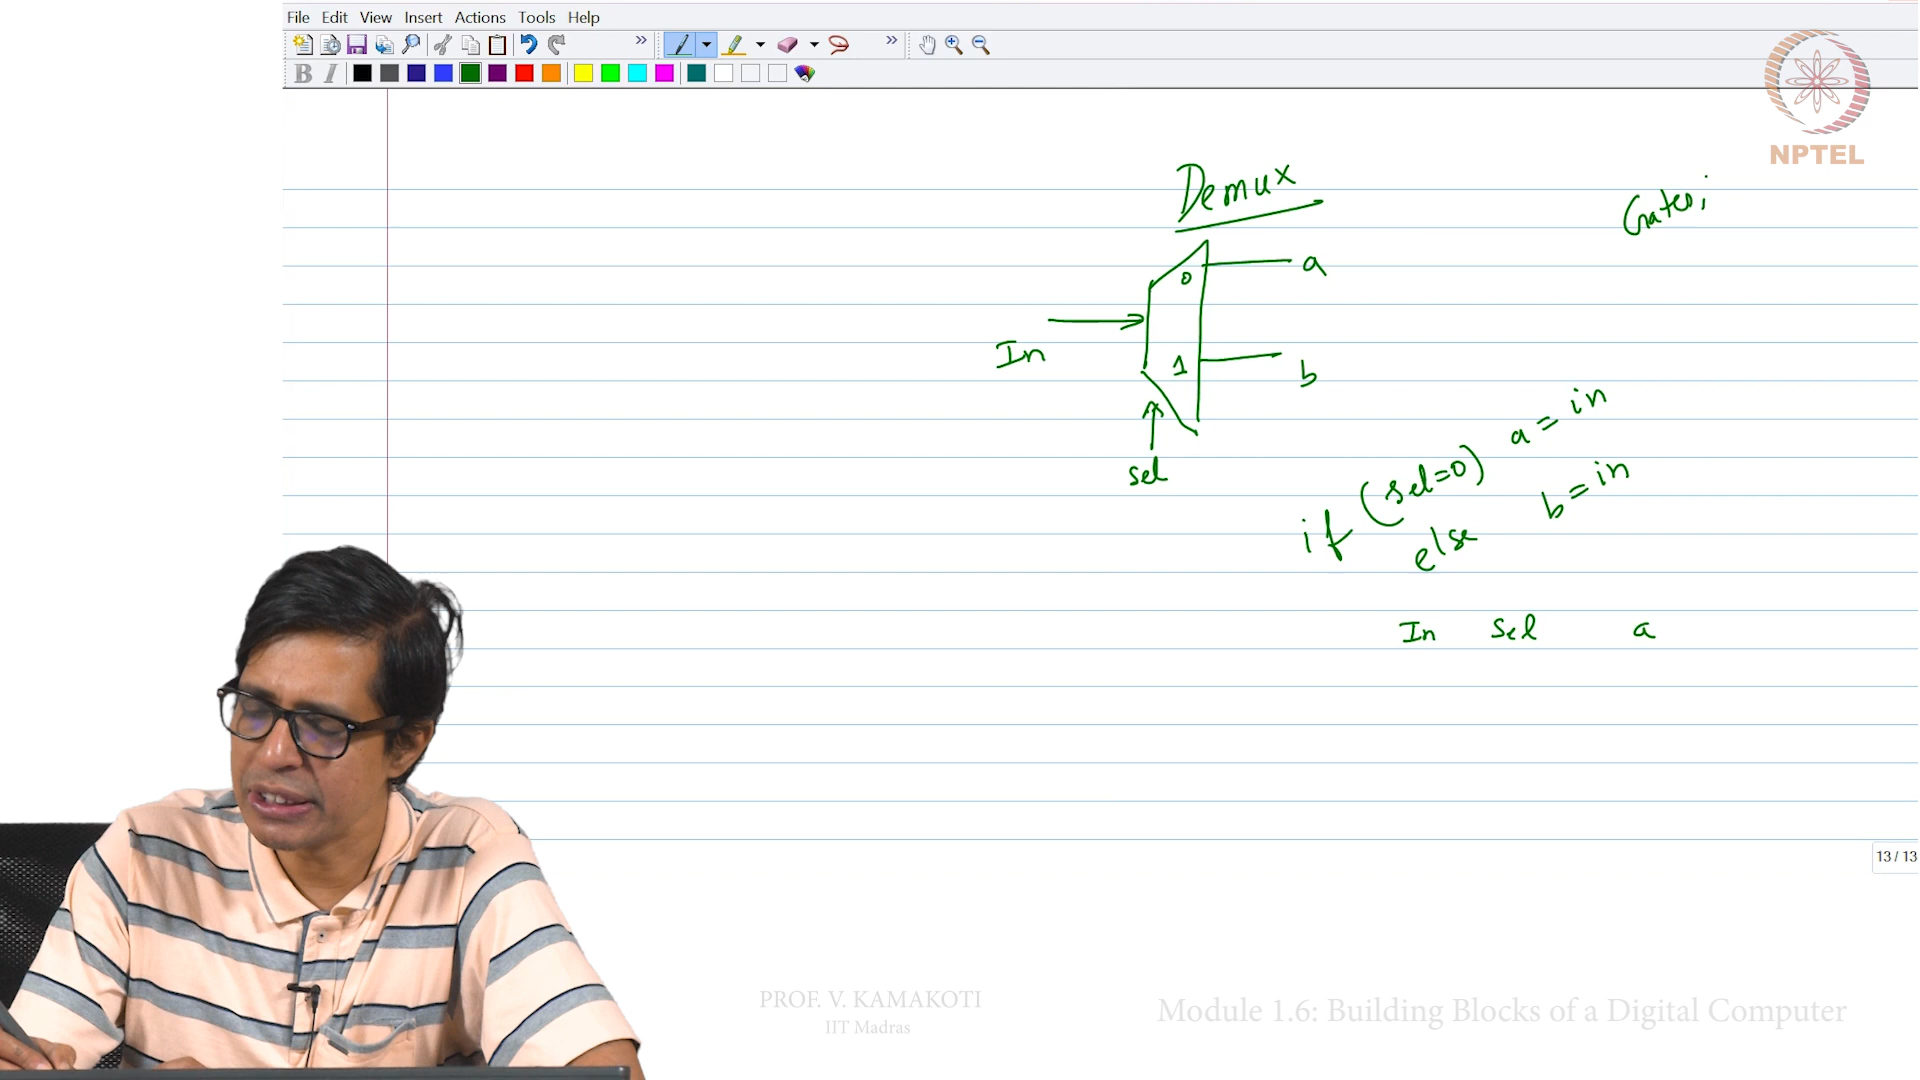 File Edit View Insert Actions Tools Help
NPTEL
Demux
Gates,
0
a
In
1
b
sel
if (sel=0) a = in
else b = in
In Sel a
13 / 13
PROF. V. KAMAKOTI
IIT Madras
Module 1.6: Building Blocks of a Digital Computer